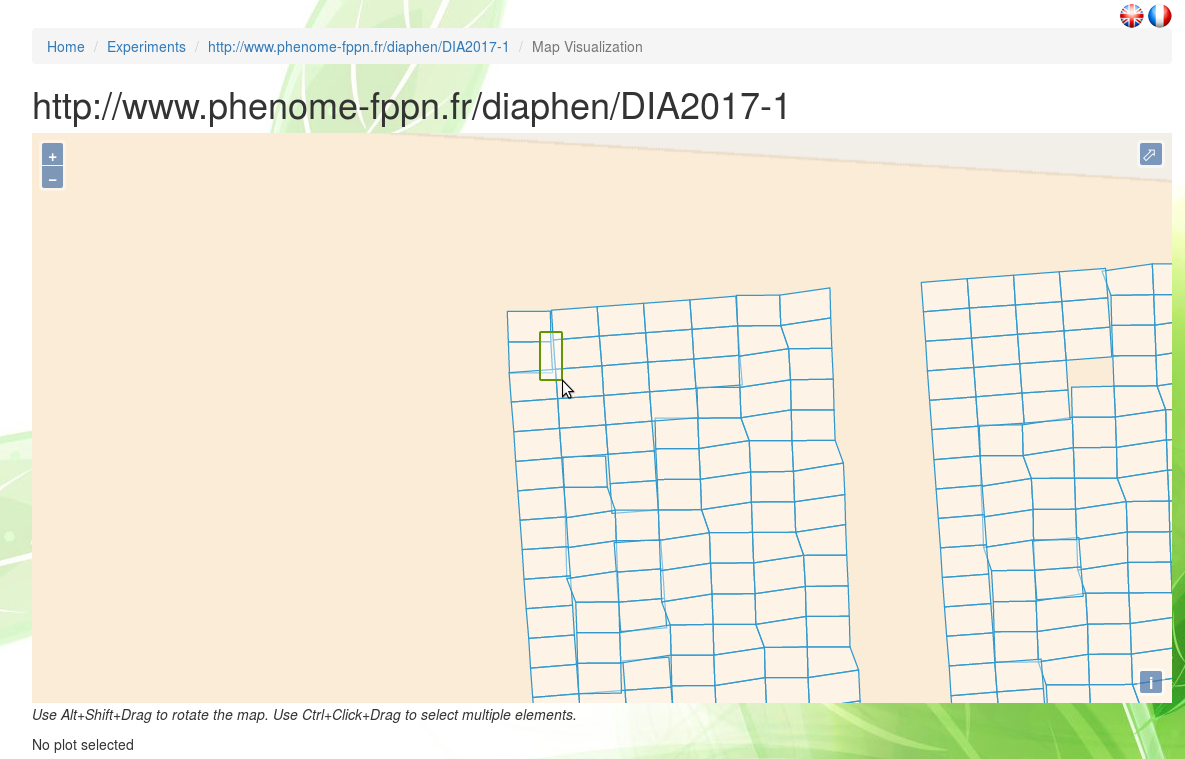 Home / Experiments / http://www.phenome-fppn.fr/diaphen/DIA2017-1 / Map Visualization
http://www.phenome-fppn.fr/diaphen/DIA2017-1
+
–
i
Use Alt+Shift+Drag to rotate the map. Use Ctrl+Click+Drag to select multiple elements.
No plot selected